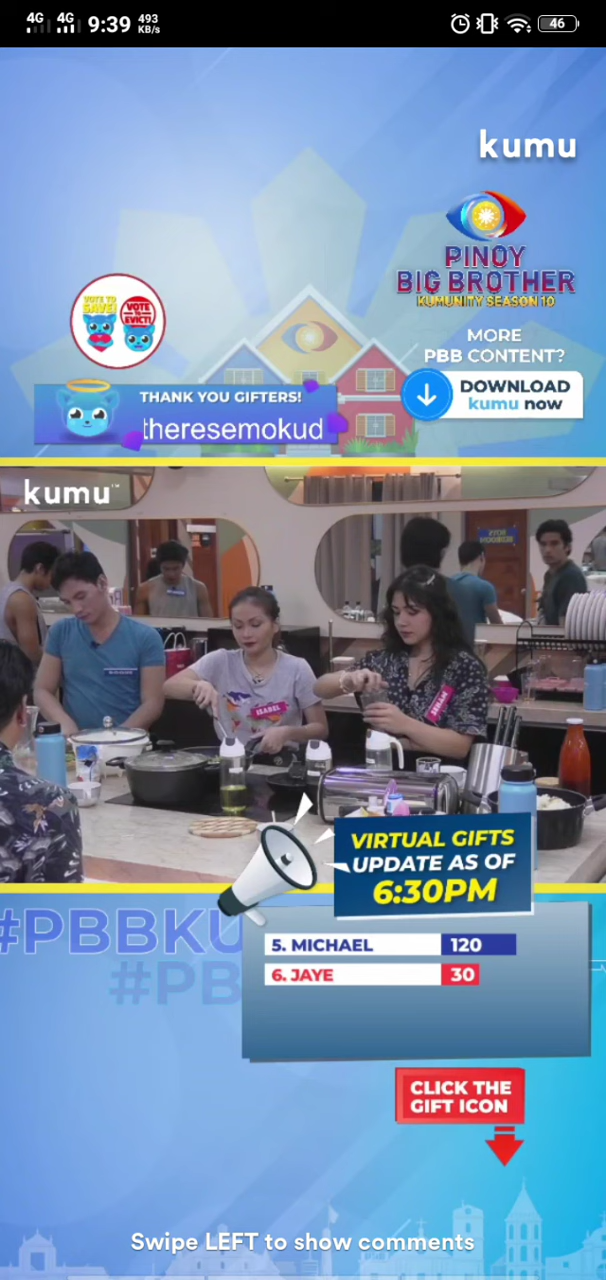 4G 4G 9:39 493 KB/s 46
kumu
PINOY
BIG BROTHER
KUMUNITY SEASON 10
VOTE TO SAVE!
VOTE TO EVICT!
MORE
PBB CONTENT?
DOWNLOAD
kumu now
THANK YOU GIFTERS!
theresemokud
kumu™
ISABEL
VIRTUAL GIFTS
UPDATE AS OF
6:30PM
#PBBKU
#PB
5. MICHAEL 120
6. JAYE 30
CLICK THE
GIFT ICON
Swipe LEFT to show comments